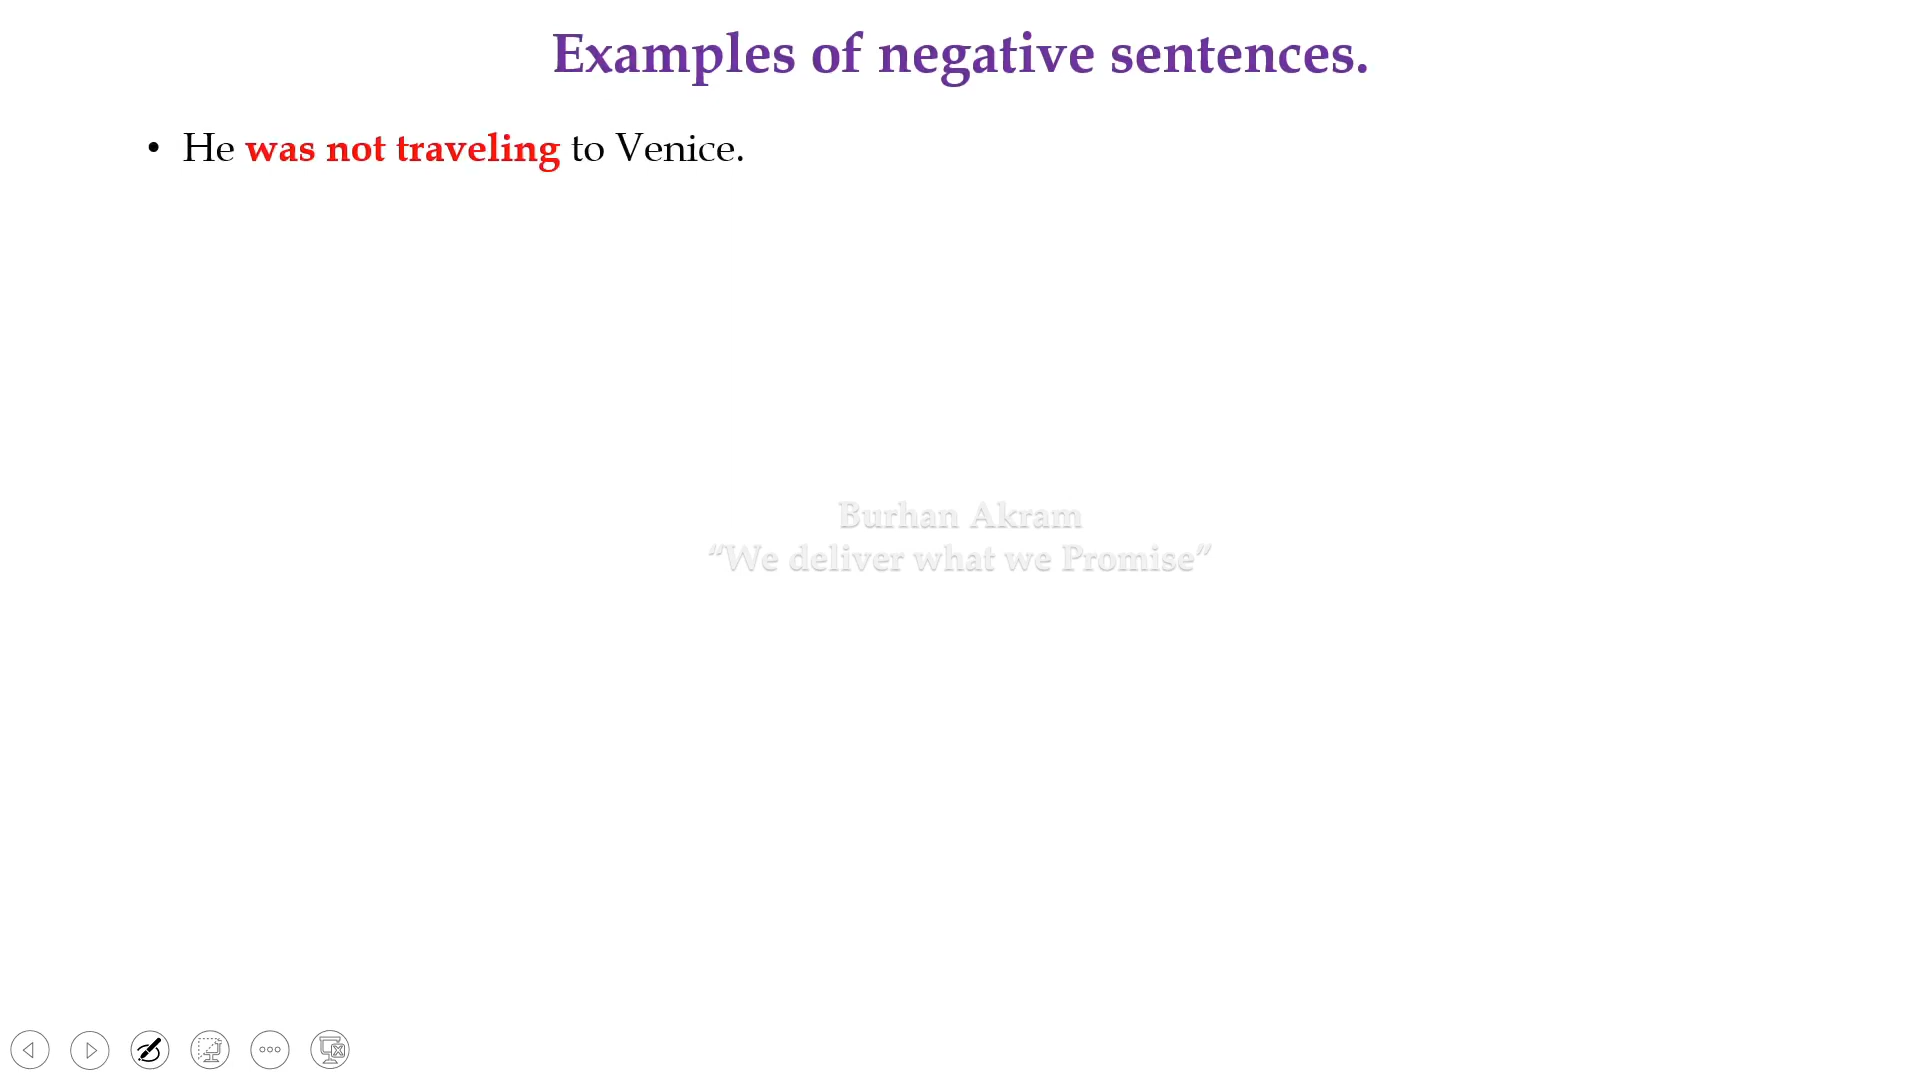 Examples of negative sentences.
• He was not traveling to Venice.
Burhan Akram
“We deliver what we Promise”